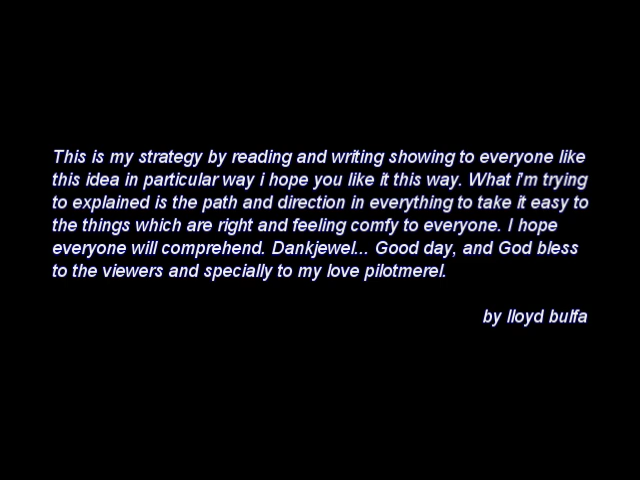 This is my strategy by reading and writing showing to everyone like
this idea in particular way i hope you like it this way. What i'm trying
to explained is the path and direction in everything to take it easy to
the things which are right and feeling comfy to everyone. I hope
everyone will comprehend. Dankjewel... Good day, and God bless
to the viewers and specially to my love pilotmerel.
by lloyd bulfa